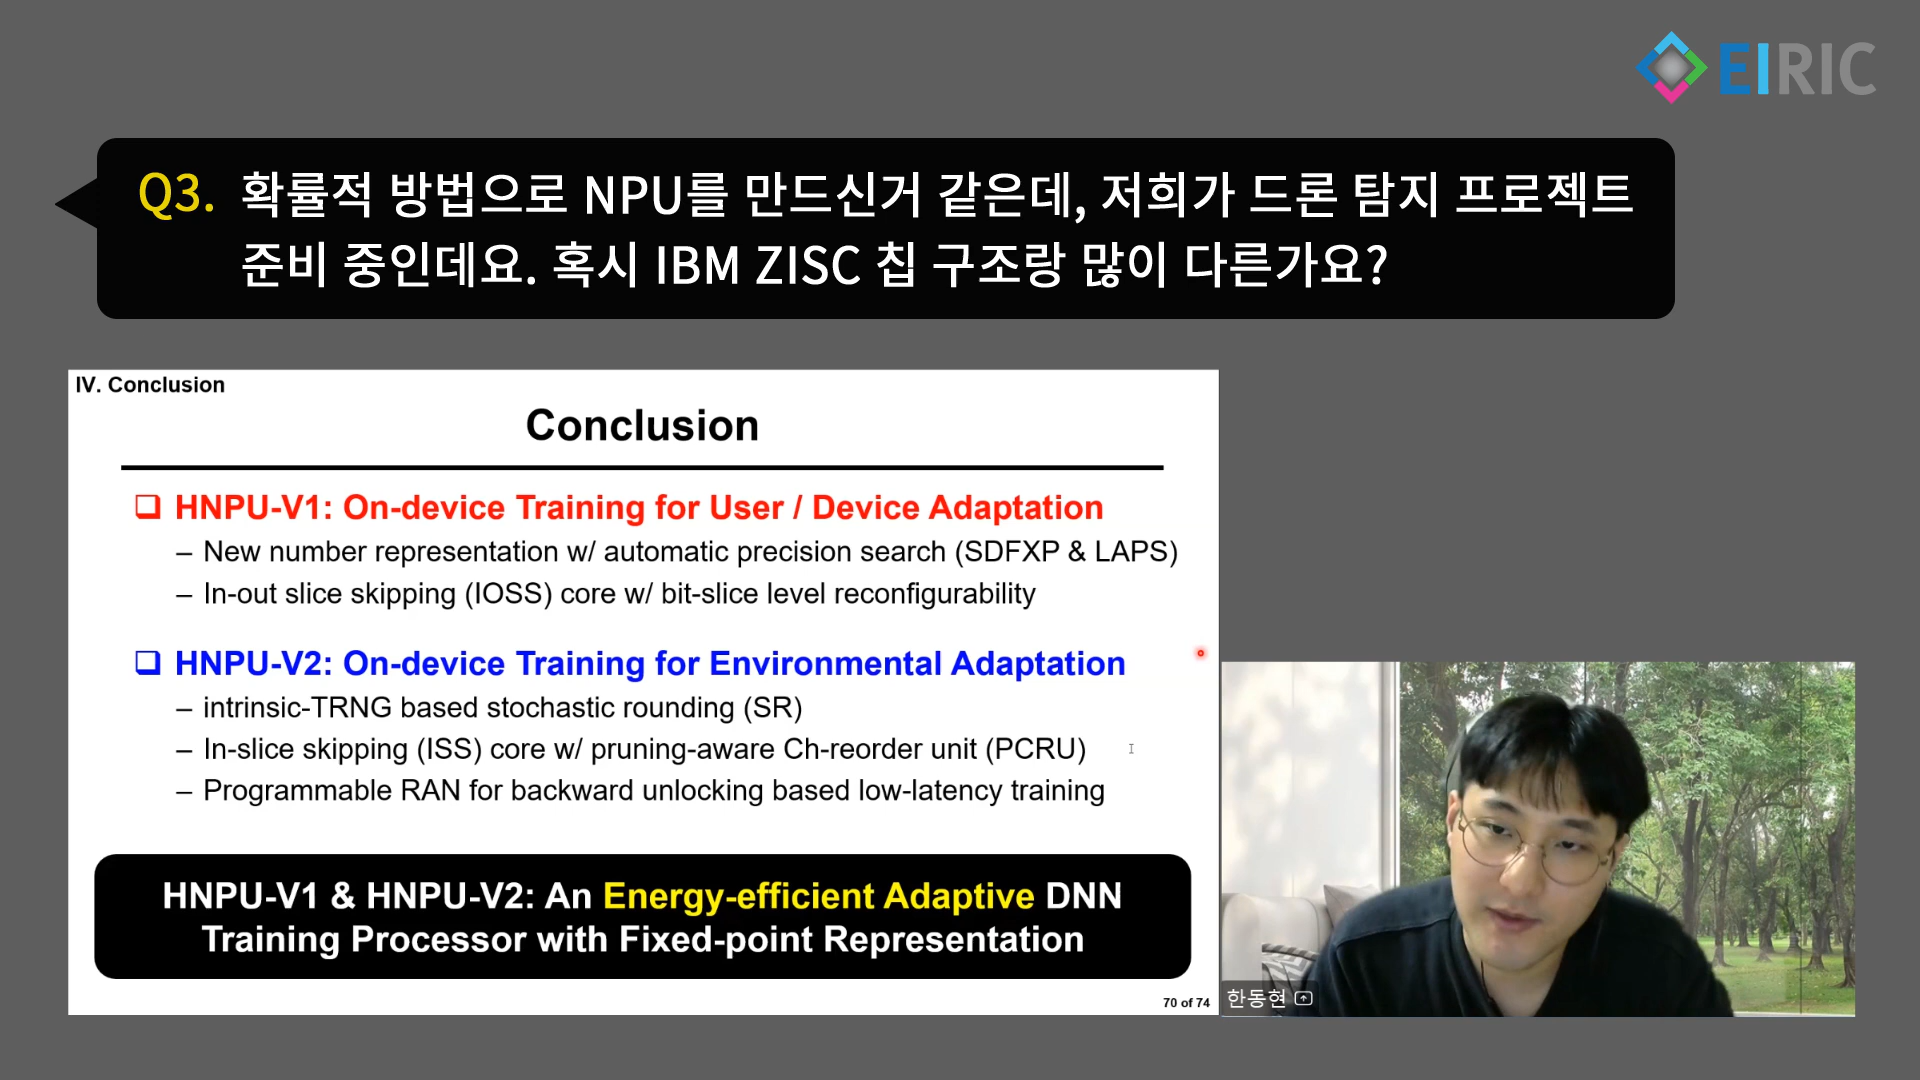 EIRIC
Q3. 확률적 방법으로 NPU를 만드신거 같은데, 저희가 드론 탐지 프로젝트
준비 중인데요. 혹시 IBM ZISC 칩 구조랑 많이 다른가요?
IV. Conclusion
Conclusion
❑ HNPU-V1: On-device Training for User / Device Adaptation
– New number representation w/ automatic precision search (SDFXP & LAPS)
– In-out slice skipping (IOSS) core w/ bit-slice level reconfigurability
❑ HNPU-V2: On-device Training for Environmental Adaptation
– intrinsic-TRNG based stochastic rounding (SR)
– In-slice skipping (ISS) core w/ pruning-aware Ch-reorder unit (PCRU)
– Programmable RAN for backward unlocking based low-latency training
HNPU-V1 & HNPU-V2: An Energy-efficient Adaptive DNN
Training Processor with Fixed-point Representation
70 of 74
한동현